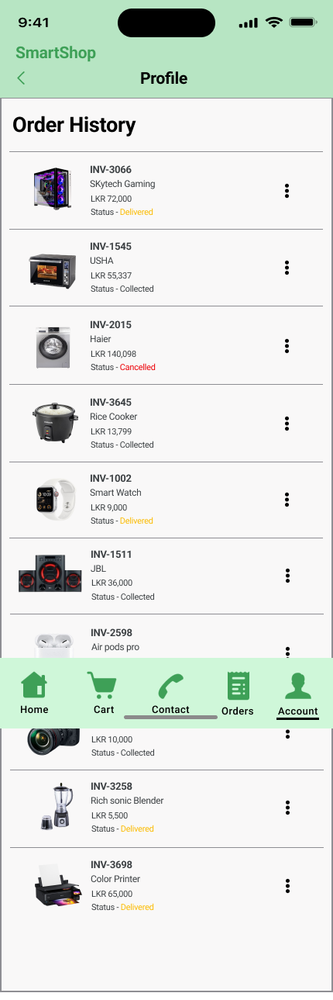 9:41
SmartShop
Profile
Order History
INV-3066
SKytech Gaming
LKR 72,000
Status - Delivered
INV-1545
USHA
LKR 55,337
Status - Collected
INV-2015
Haier
LKR 140,098
Status - Cancelled
INV-3645
Rice Cooker
LKR 13,799
Status - Collected
INV-1002
Smart Watch
LKR 9,000
Status - Delivered
INV-1511
JBL
LKR 36,000
Status - Collected
INV-2598
Air pods pro
Home
Cart
Contact
Orders
Account
LKR 10,000
Status - Collected
INV-3258
Rich sonic Blender
LKR 5,500
Status - Delivered
INV-3698
Color Printer
LKR 65,000
Status - Delivered